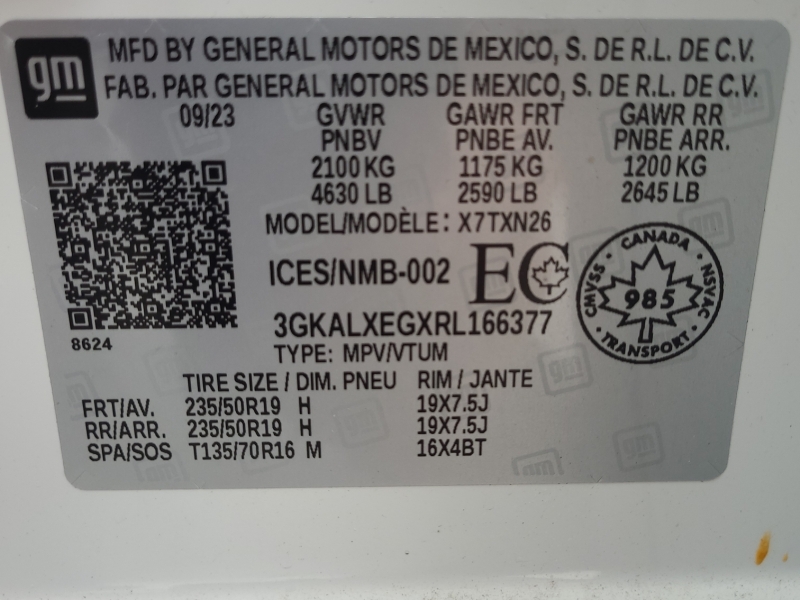 gm
MFD BY GENERAL MOTORS DE MEXICO, S. DE R.L. DE C.V.
FAB. PAR GENERAL MOTORS DE MEXICO, S. DE R.L. DE C.V.
09/23 GVWR GAWR FRT GAWR RR
PNBV PNBE AV. PNBE ARR.
2100 KG 1175 KG 1200 KG
4630 LB 2590 LB 2645 LB
MODEL/MODÈLE: X7TXN26
ICES/NMB-002 EC
CANADA
CMVSS 985 NSVAC
TRANSPORT
3GKALXEGXRL166377
8624
TYPE: MPV/VTUM
TIRE SIZE / DIM. PNEU RIM / JANTE
FRT/AV. 235/50R19 H 19X7.5J
RR/ARR. 235/50R19 H 19X7.5J
SPA/SOS T135/70R16 M 16X4BT